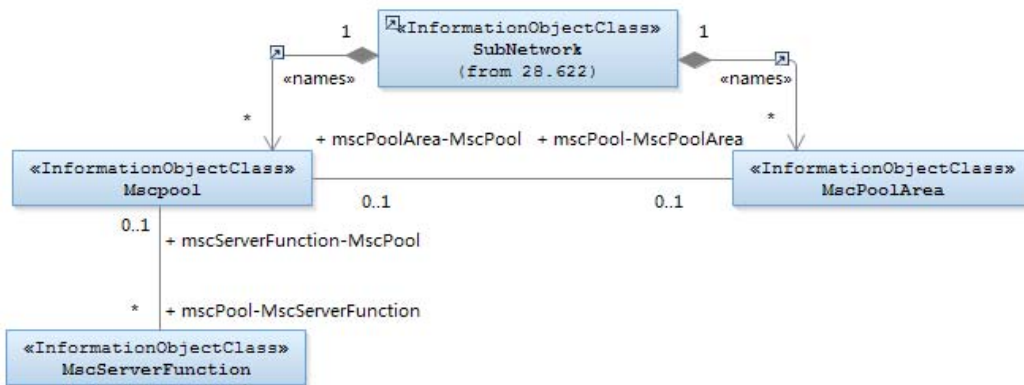 «InformationObjectClass»
SubNetwork
(from 28.622)
1
1
«names»
«names»
*
*
+ mscPoolArea-MscPool
+ mscPool-MscPoolArea
«InformationObjectClass»
Mscpool
«InformationObjectClass»
MscPoolArea
0..1
0..1
0..1
+ mscServerFunction-MscPool
*
+ mscPool-MscServerFunction
«InformationObjectClass»
MscServerFunction